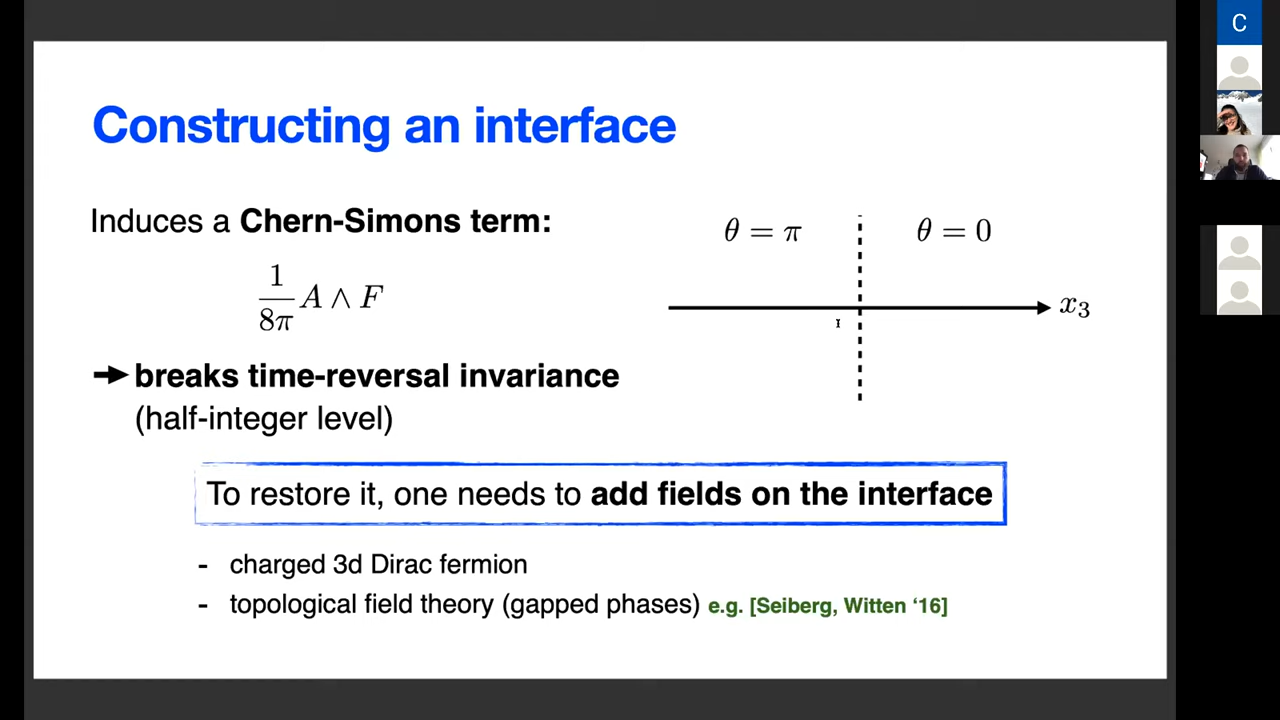 Constructing an interface
Induces a Chern-Simons term:
1/8π A ∧ F
θ = π
θ = 0
x₃
➞ breaks time-reversal invariance
(half-integer level)
To restore it, one needs to add fields on the interface
- charged 3d Dirac fermion
- topological field theory (gapped phases) e.g. [Seiberg, Witten ‘16]
C